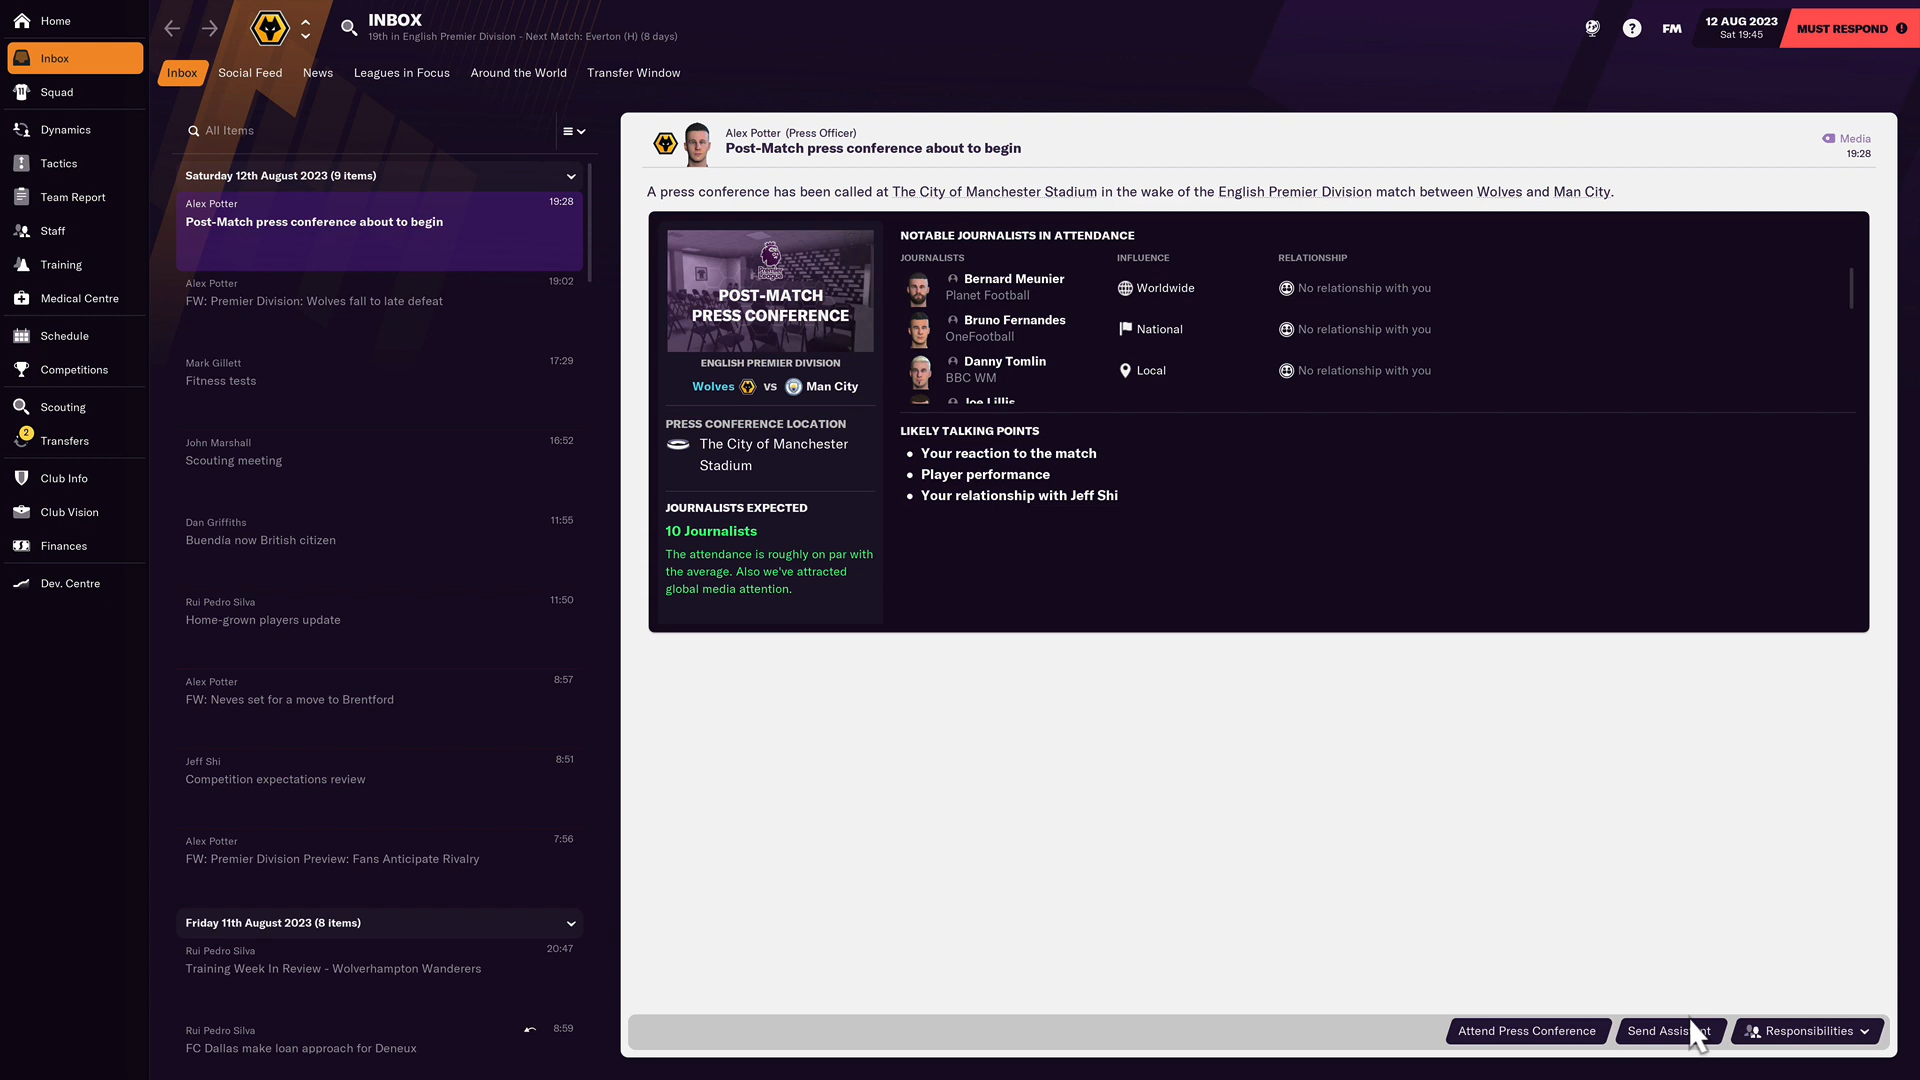 Home
Inbox
Squad
Dynamics
Tactics
Team Report
Staff
Training
Medical Centre
Schedule
Competitions
Scouting
2
Transfers
Club Info
Club Vision
Finances
Dev. Centre
INBOX
19th in English Premier Division - Next Match: Everton (H) (8 days)
FM
12 AUG 2023
Sat 19:45
MUST RESPOND
Inbox
Social Feed
News
Leagues in Focus
Around the World
Transfer Window
All Items
Saturday 12th August 2023 (9 items)
Alex Potter 19:28
Post-Match press conference about to begin
Alex Potter 19:02
FW: Premier Division: Wolves fall to late defeat
Mark Gillett 17:29
Fitness tests
John Marshall 16:52
Scouting meeting
Dan Griffiths 11:55
Buendía now British citizen
Rui Pedro Silva 11:50
Home-grown players update
Alex Potter 8:57
FW: Neves set for a move to Brentford
Jeff Shi 8:51
Competition expectations review
Alex Potter 7:56
FW: Premier Division Preview: Fans Anticipate Rivalry
Friday 11th August 2023 (8 items)
Rui Pedro Silva 20:47
Training Week In Review - Wolverhampton Wanderers
Rui Pedro Silva 8:59
FC Dallas make loan approach for Deneux
Alex Potter (Press Officer)
Post-Match press conference about to begin
Media
19:28
A press conference has been called at The City of Manchester Stadium in the wake of the English Premier Division match between Wolves and Man City.
POST-MATCH
PRESS CONFERENCE
ENGLISH PREMIER DIVISION
Wolves vs Man City
PRESS CONFERENCE LOCATION
The City of Manchester
Stadium
JOURNALISTS EXPECTED
10 Journalists
The attendance is roughly on par with
the average. Also we've attracted
global media attention.
NOTABLE JOURNALISTS IN ATTENDANCE
JOURNALISTS INFLUENCE RELATIONSHIP
Bernard Meunier
Planet Football
Worldwide
No relationship with you
Bruno Fernandes
OneFootball
National
No relationship with you
Danny Tomlin
BBC WM
Local
No relationship with you
Joe Lillis
LIKELY TALKING POINTS
• Your reaction to the match
• Player performance
• Your relationship with Jeff Shi
Attend Press Conference
Send Assistant
Responsibilities